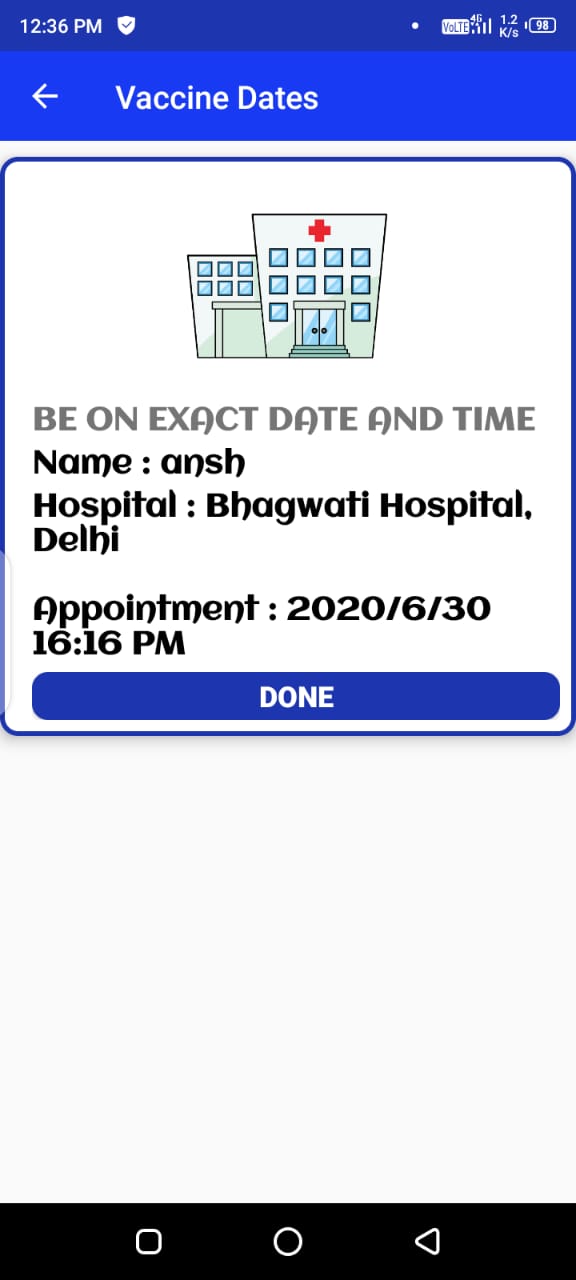 12:36 PM VoLTE 4G 1.2 K/s 98
Vaccine Dates
BE ON EXACT DATE AND TIME
Name : ansh
Hospital : Bhagwati Hospital,
Delhi
Appointment : 2020/6/30
16:16 PM
DONE